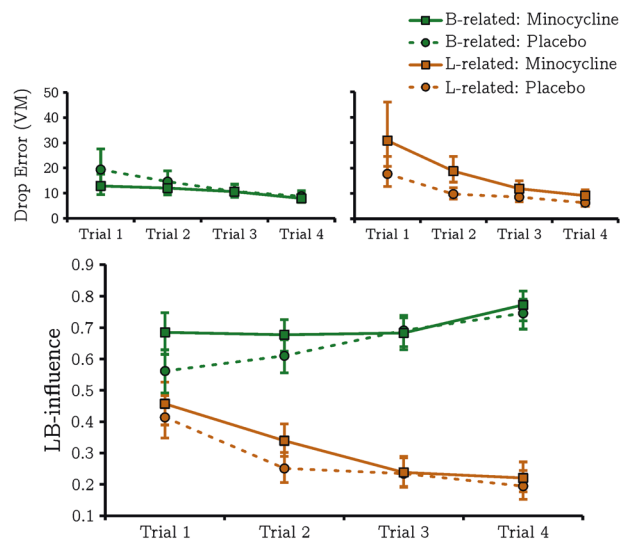 B-related: Minocycline
B-related: Placebo
L-related: Minocycline
L-related: Placebo
Drop Error (VM)
50
40
30
20
10
0
Trial 1 Trial 2 Trial 3 Trial 4
Trial 1 Trial 2 Trial 3 Trial 4
LB-influence
0.9
0.8
0.7
0.6
0.5
0.4
0.3
0.2
0.1
Trial 1 Trial 2 Trial 3 Trial 4